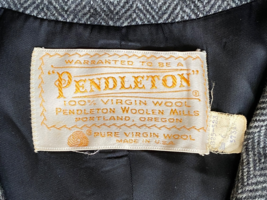 WARRANTED TO BE A
"PENDLETON"®
100% VIRGIN WOOL
PENDLETON WOOLEN MILLS
PORTLAND, OREGON
PURE VIRGIN WOOL
MADE IN U.S.A.